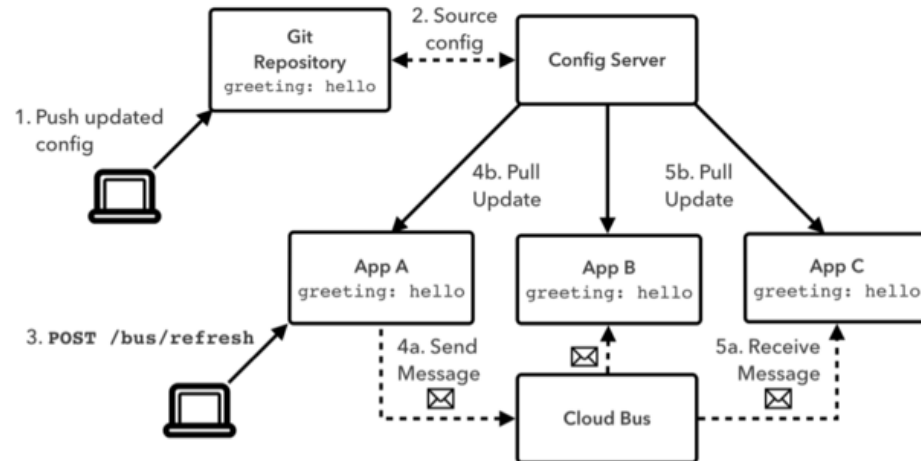 2. Source
config
Git
Repository
greeting: hello
Config Server
1. Push updated
config
4b. Pull
Update
5b. Pull
Update
App A
greeting: hello
App B
greeting: hello
App C
greeting: hello
3. POST /bus/refresh
4a. Send
Message
5a. Receive
Message
Cloud Bus